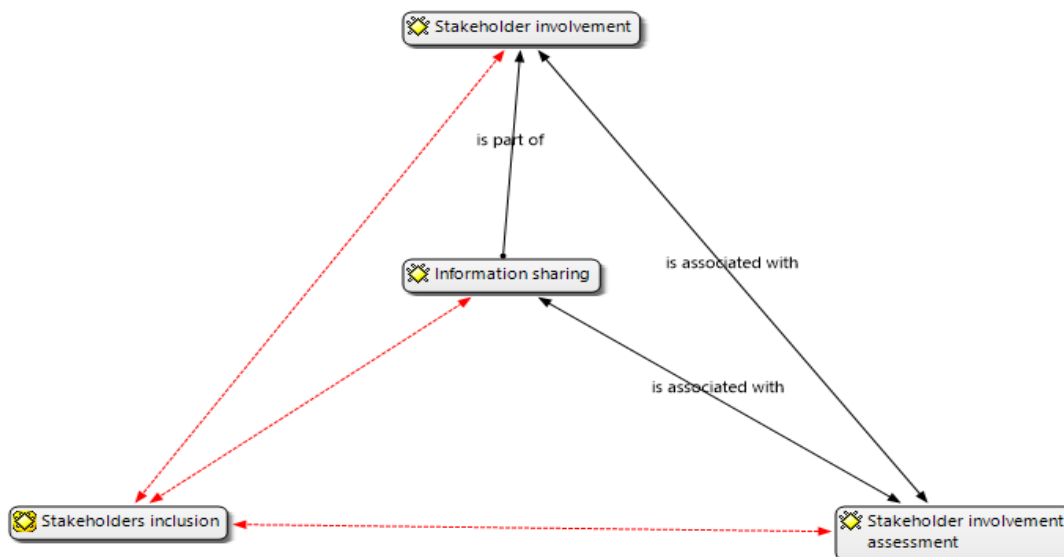 Stakeholder involvement
is part of
is associated with
Information sharing
is associated with
Stakeholders inclusion
Stakeholder involvement
assessment